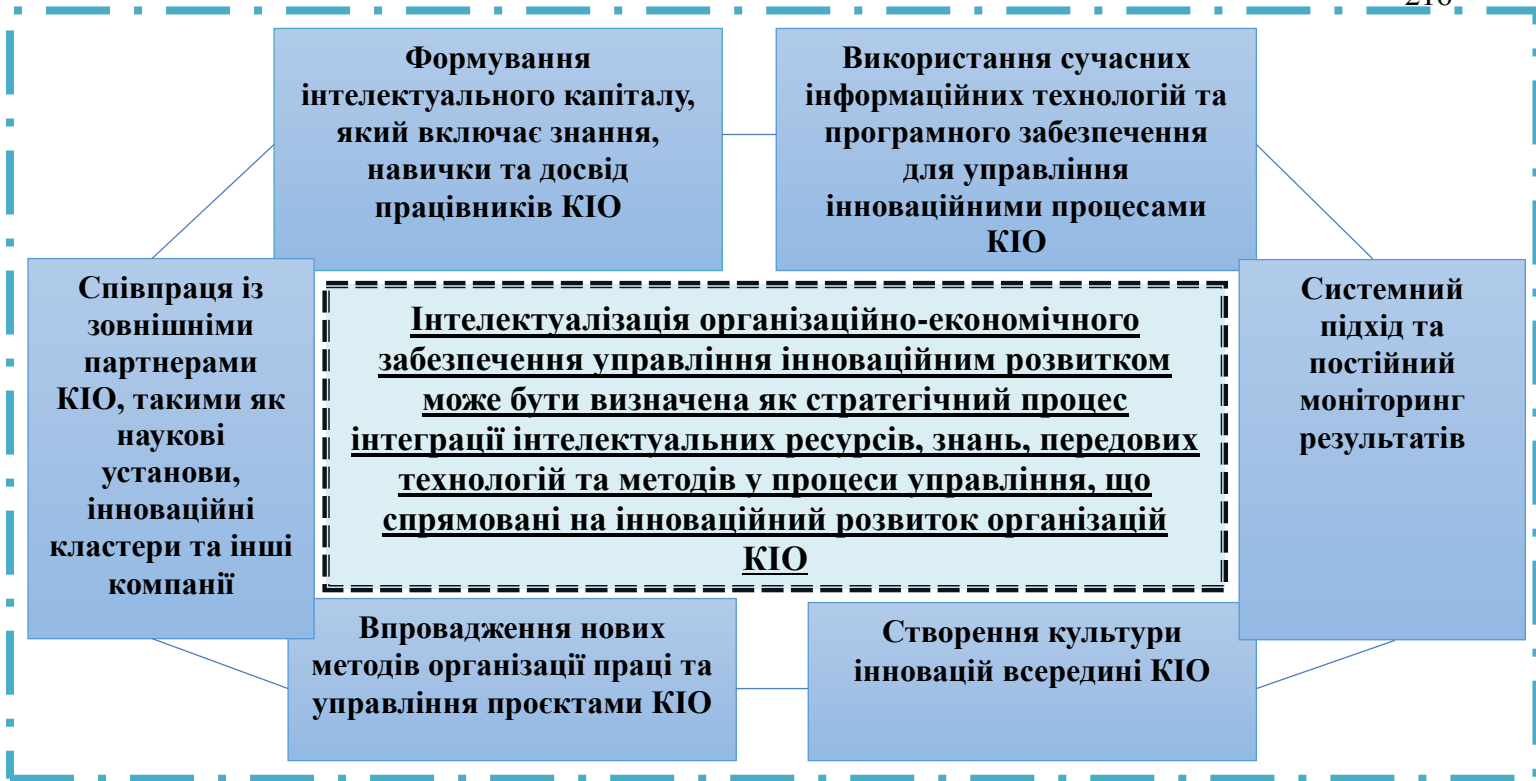 Формування
інтелектуального капіталу,
який включає знання,
навички та досвід
працівників КІО
Використання сучасних
інформаційних технологій та
програмного забезпечення
для управління
інноваційними процесами
КІО
Співпраця із
зовнішніми
партнерами
КІО, такими як
наукові
установи,
інноваційні
кластери та інші
компанії
Інтелектуалізація організаційно-економічного
забезпечення управління інноваційним розвитком
може бути визначена як стратегічний процес
інтеграції інтелектуальних ресурсів, знань, передових
технологій та методів у процеси управління, що
спрямовані на інноваційний розвиток організацій
КІО
Системний
підхід та
постійний
моніторинг
результатів
Впровадження нових
методів організації праці та
управління проєктами КІО
Створення культури
інновацій всередині КІО